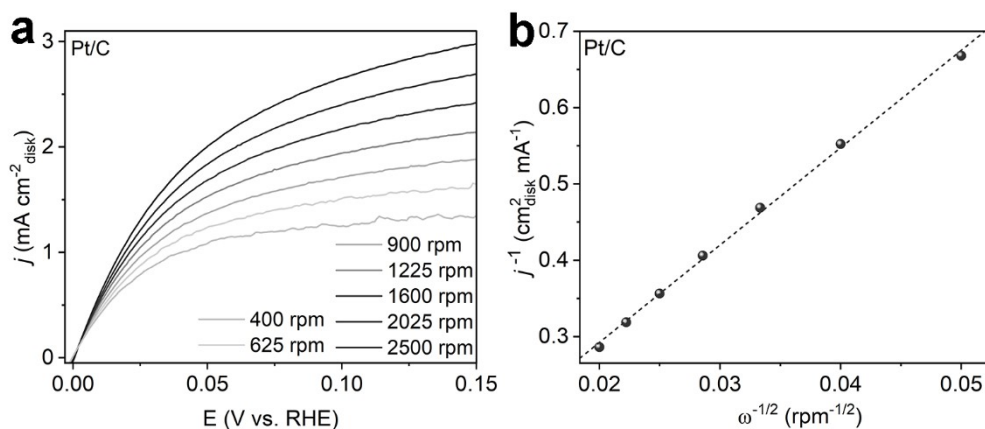 a
Pt/C
3
2
1
0
j (mA cm⁻²disk)
0.00
0.05
0.10
0.15
E (V vs. RHE)
400 rpm
625 rpm
900 rpm
1225 rpm
1600 rpm
2025 rpm
2500 rpm
b
Pt/C
0.7
0.6
0.5
0.4
0.3
j⁻¹ (cm²disk mA⁻¹)
0.02
0.03
0.04
0.05
ω⁻¹/² (rpm⁻¹/²)